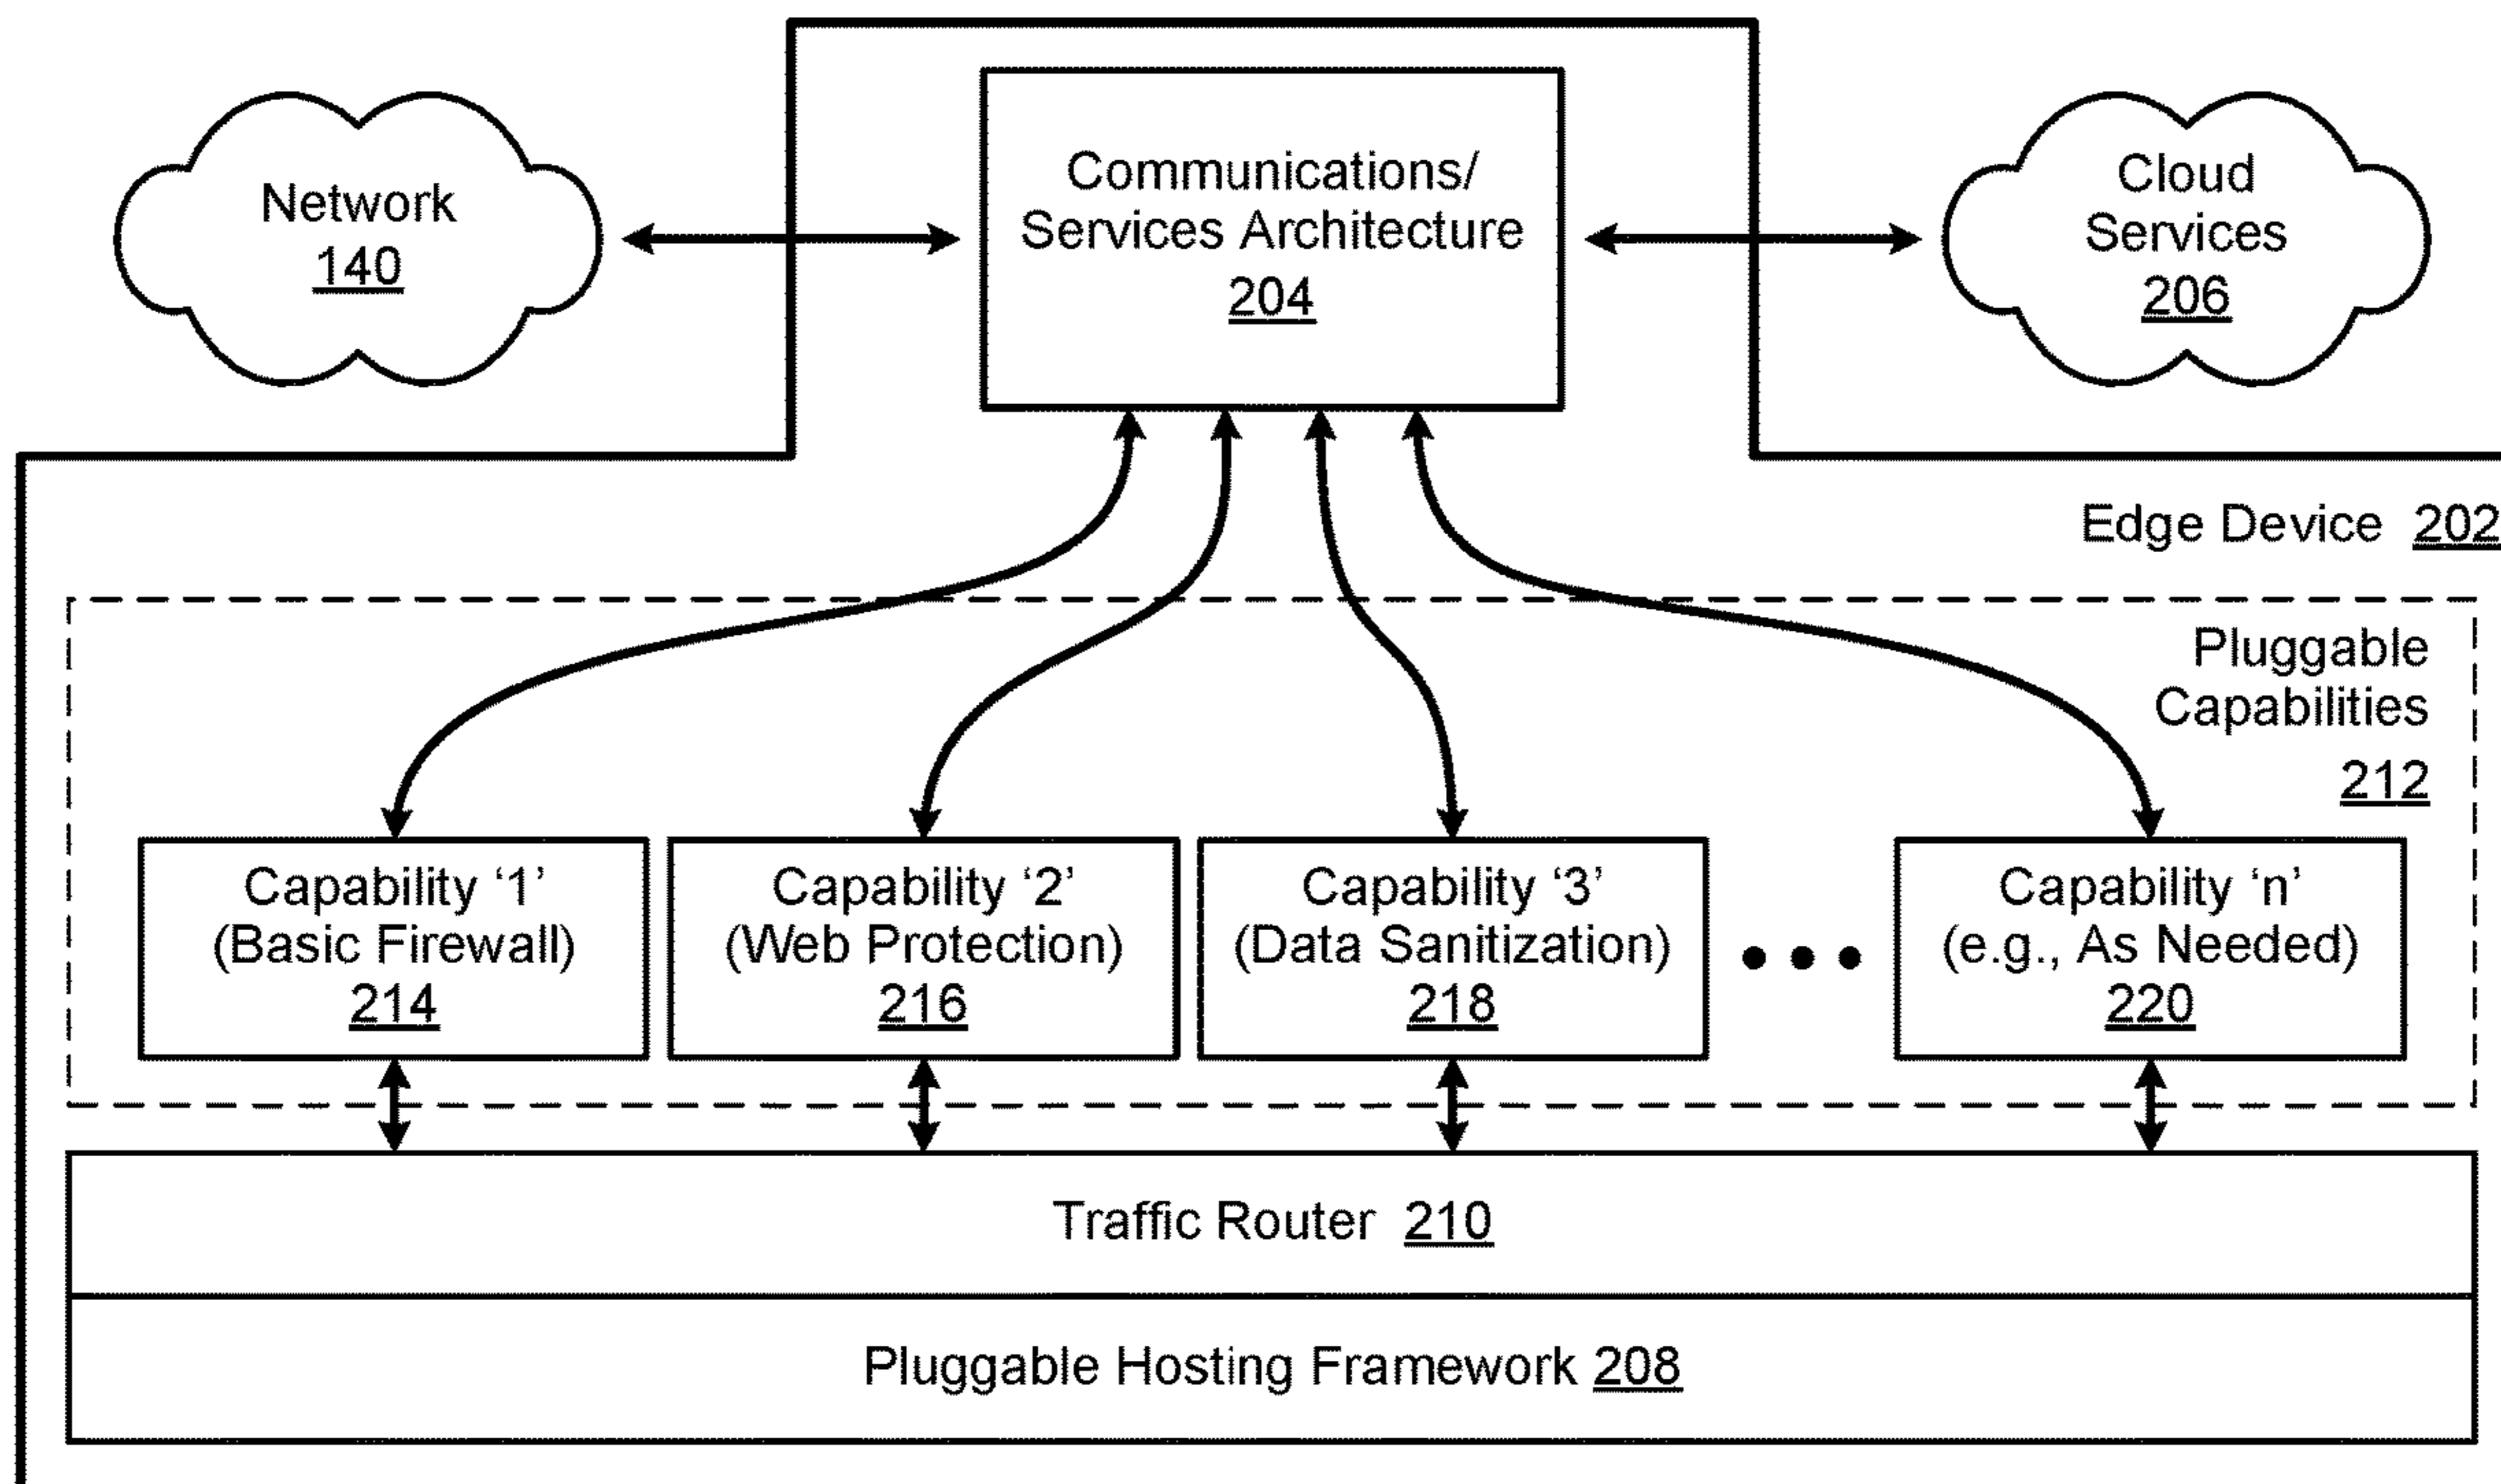 Network
140
Communications/
Services Architecture
204
Cloud
Services
206
Edge Device 202
Pluggable
Capabilities
212
Capability ‘1’
(Basic Firewall)
214
Capability ‘2’
(Web Protection)
216
Capability ‘3’
(Data Sanitization)
218
Capability ‘n’
(e.g., As Needed)
220
Traffic Router 210
Pluggable Hosting Framework 208